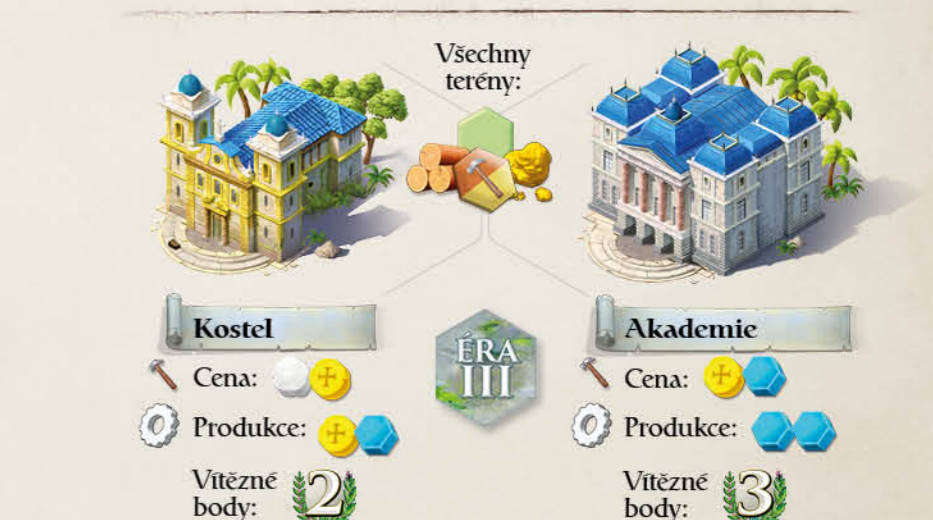 Všechny
terény:
Kostel
Cena:
Produkce:
Vítězné
body: 2
ÉRA
III
Akademie
Cena:
Produkce:
Vítězné
body: 3